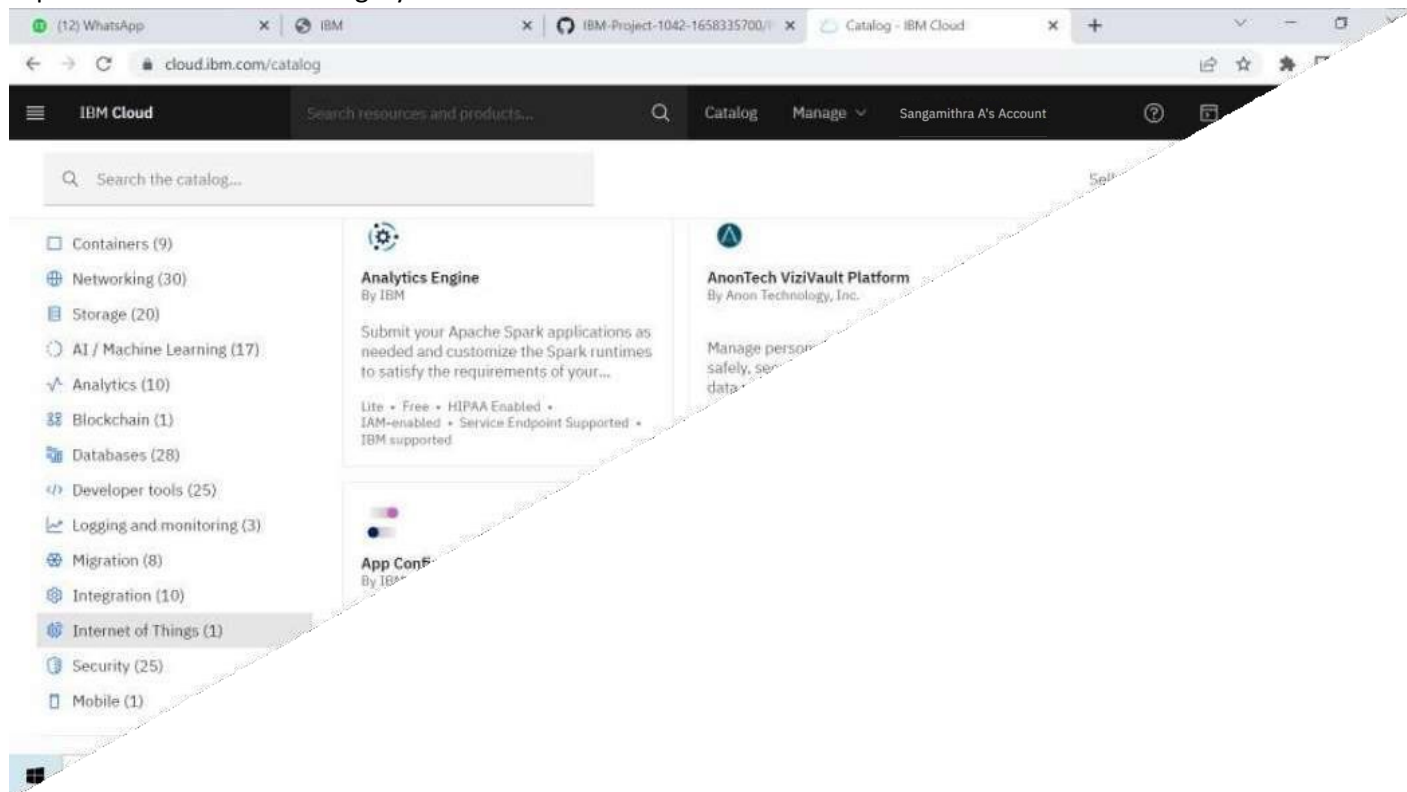 (12) WhatsApp
IBM
IBM-Project-1042-1658335700/
Catalog - IBM Cloud
cloud.ibm.com/catalog
IBM Cloud
Search resources and products...
Catalog
Manage
Sangamithra A's Account
Search the catalog...
Containers (9)
Networking (30)
Storage (20)
AI / Machine Learning (17)
Analytics (10)
Blockchain (1)
Databases (28)
Developer tools (25)
Logging and monitoring (3)
Migration (8)
Integration (10)
Internet of Things (1)
Security (25)
Mobile (1)
Analytics Engine
By IBM
Submit your Apache Spark applications as
needed and customize the Spark runtimes
to satisfy the requirements of your...
Lite • Free • HIPAA Enabled •
IAM-enabled • Service Endpoint Supported •
IBM supported
AnonTech ViziVault Platform
By Anon Technology, Inc.
Manage
safely,
data
App
By